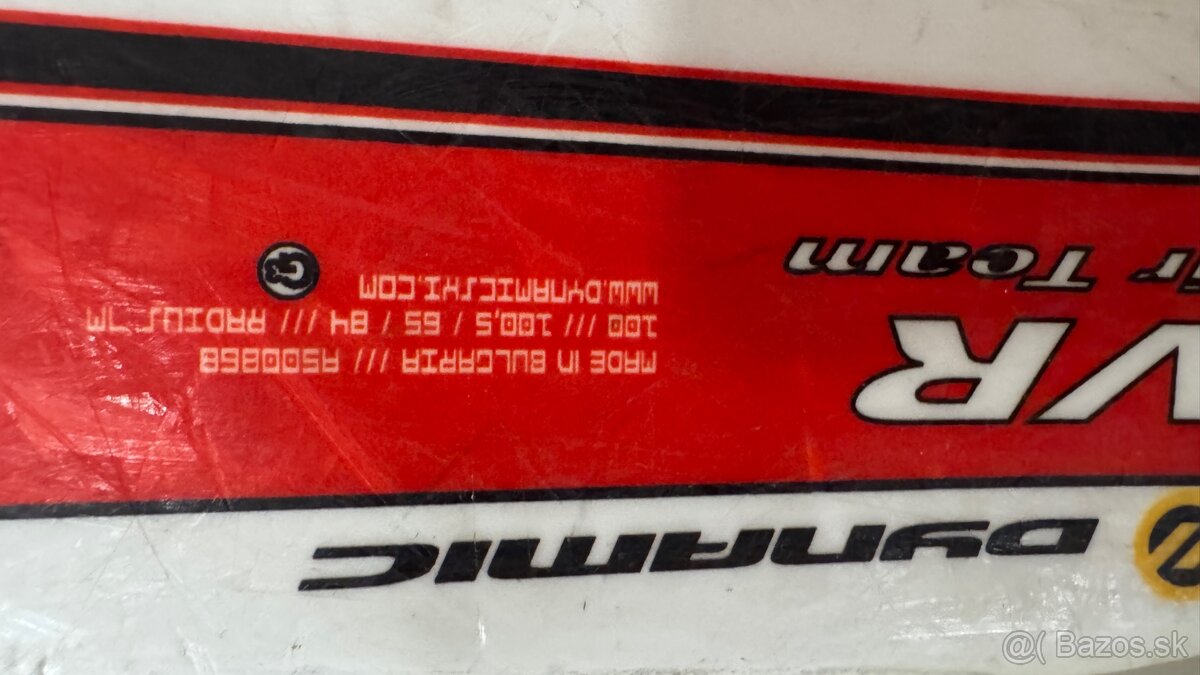 DYNAMIC
VR
ir Team
MADE IN BULGARIA /// AS00868
100 /// 100,5 / 65 / 84 /// RADIUS 7M
WWW.DYNAMICSKI.COM
@( Bazos.sk